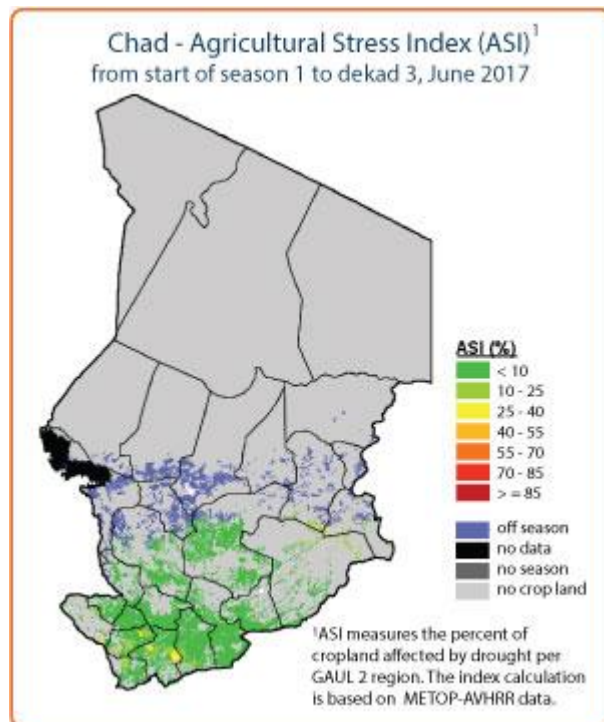 Chad - Agricultural Stress Index (ASI)¹
from start of season 1 to dekad 3, June 2017
ASI (%)
< 10
10 - 25
25 - 40
40 - 55
55 - 70
70 - 85
> = 85
off season
no data
no season
no crop land
¹ASI measures the percent of
cropland affected by drought per
GAUL 2 region. The index calculation
is based on METOP-AVHRR data.